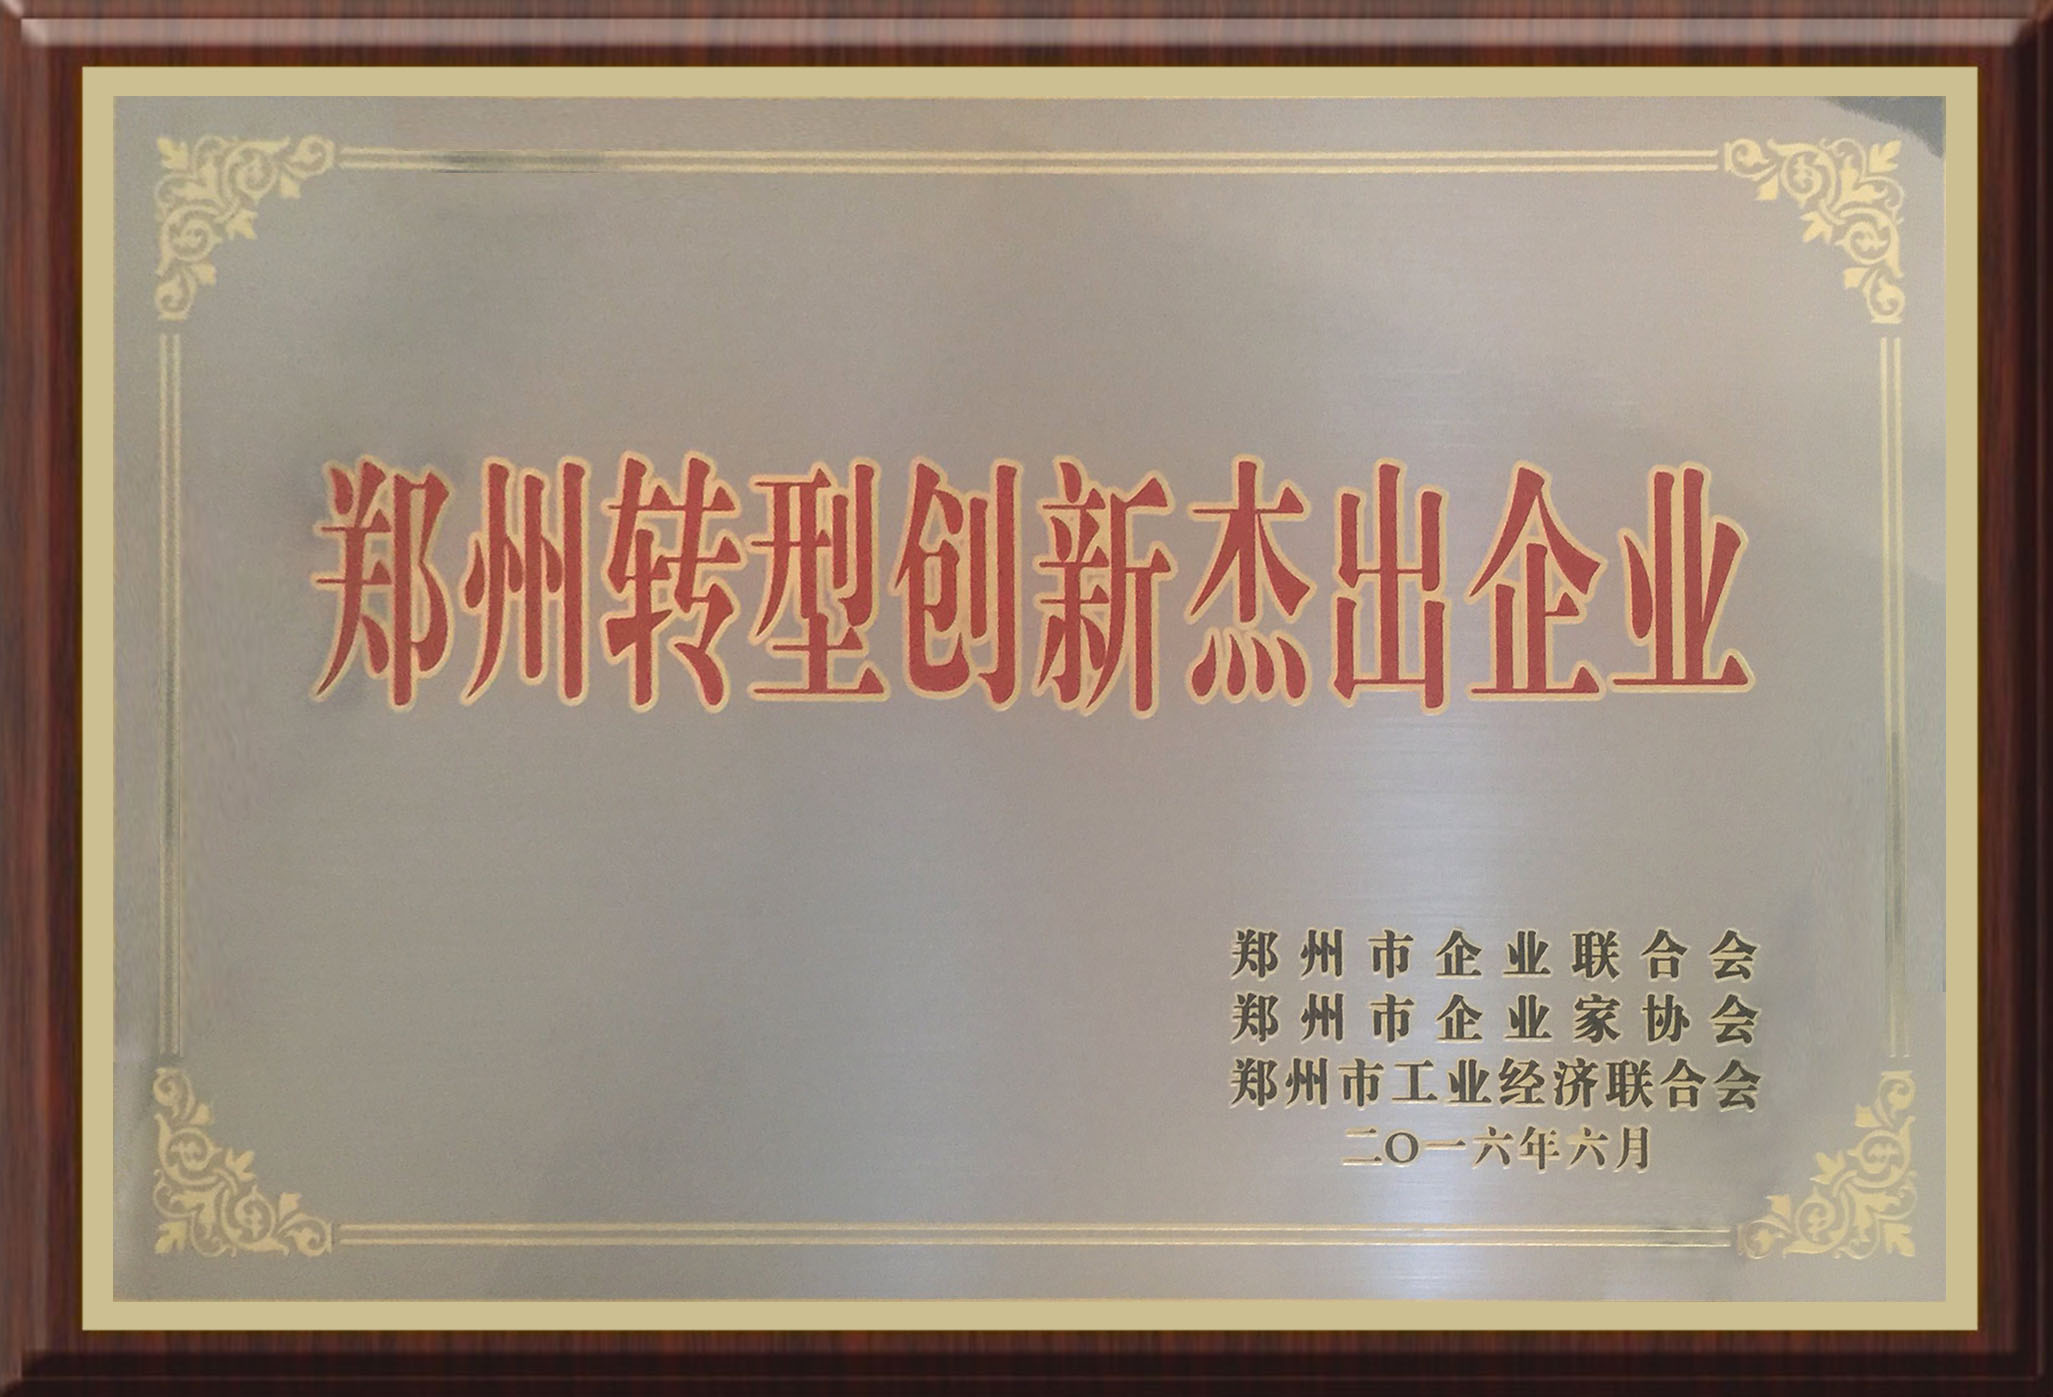 郑州转型创新杰出企业
郑州市企业联合会
郑州市企业家协会
郑州市工业经济联合会
二〇一六年六月